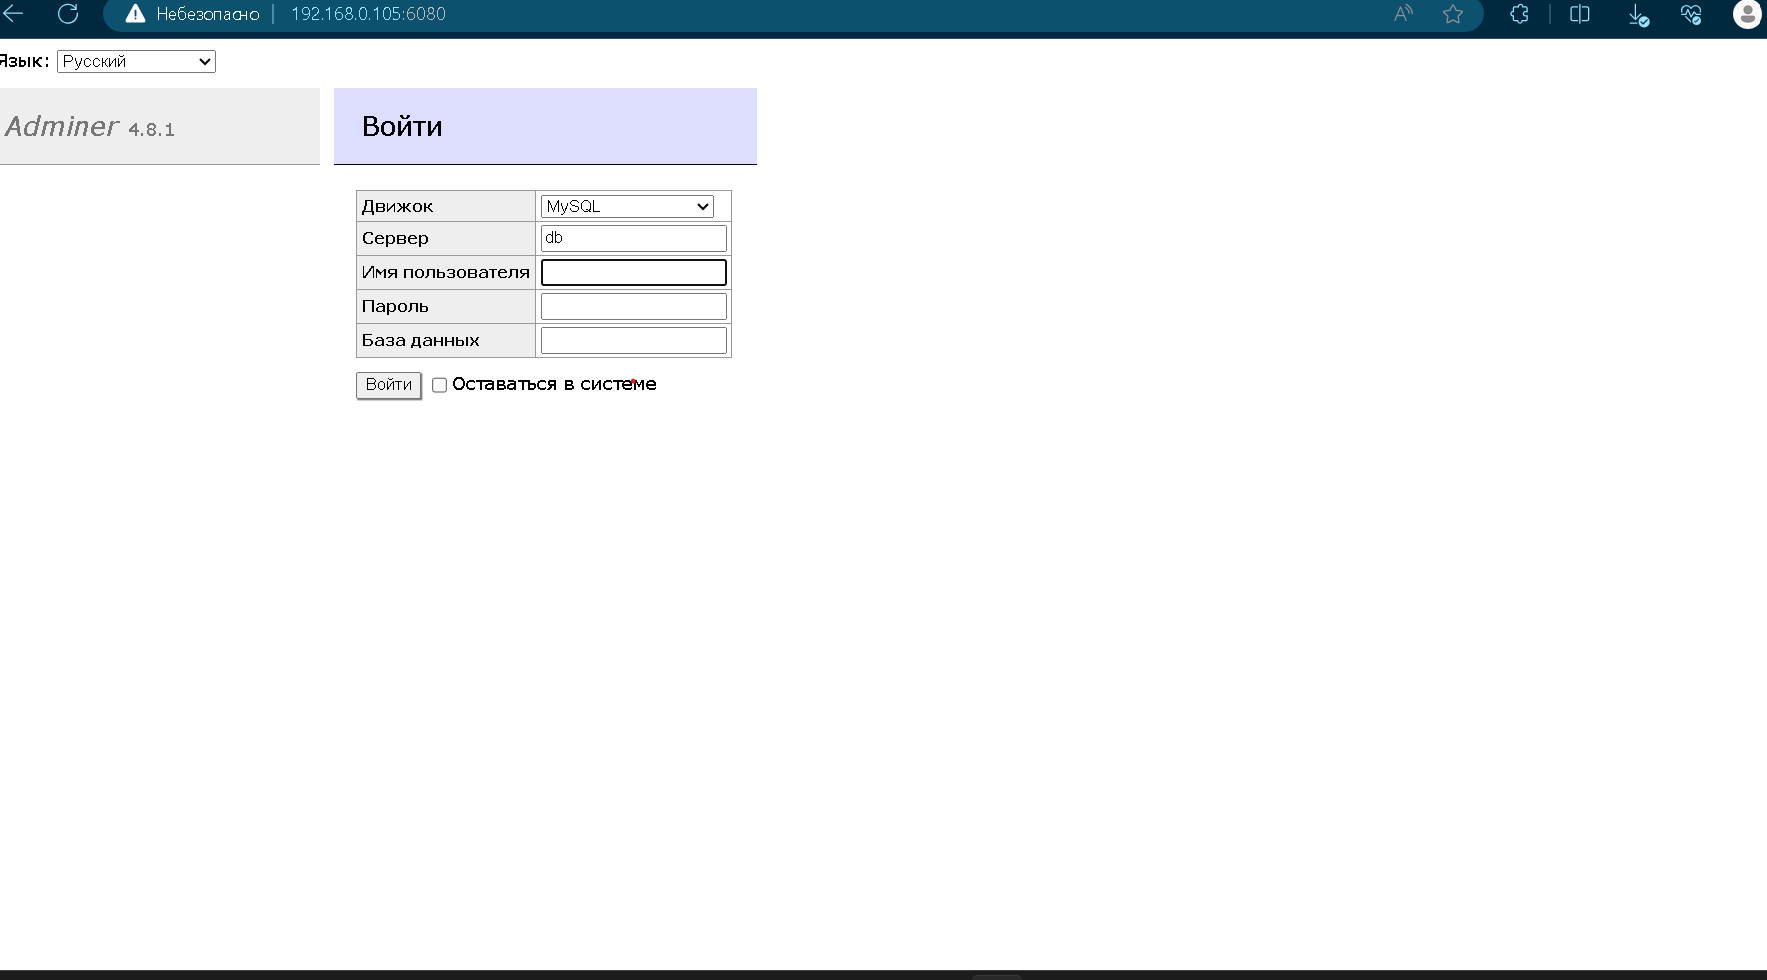 Небезопасно 192.168.0.105:6080
Язык: Русский
Adminer 4.8.1
Войти
Движок MySQL
Сервер db
Имя пользователя
Пароль
База данных
Войти Оставаться в системе